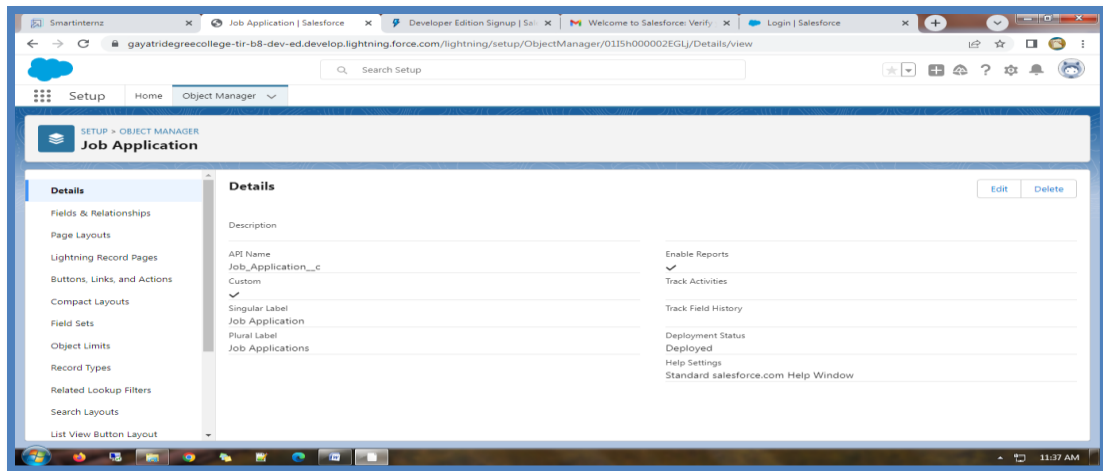 Smartinternz
Job Application | Salesforce
Developer Edition Signup | Sal
Welcome to Salesforce: Verify
Login | Salesforce
gayatridegreecollege-tir-b8-dev-ed.develop.lightning.force.com/lightning/setup/ObjectManager/01I5h000002EGLj/Details/view
Search Setup
Setup Home Object Manager
SETUP > OBJECT MANAGER
Job Application
Details
Fields & Relationships
Page Layouts
Lightning Record Pages
Buttons, Links, and Actions
Compact Layouts
Field Sets
Object Limits
Record Types
Related Lookup Filters
Search Layouts
List View Button Layout
Details
Edit Delete
Description
API Name
Job_Application__c
Custom
Singular Label
Job Application
Plural Label
Job Applications
Enable Reports
Track Activities
Track Field History
Deployment Status
Deployed
Help Settings
Standard salesforce.com Help Window
11:37 AM